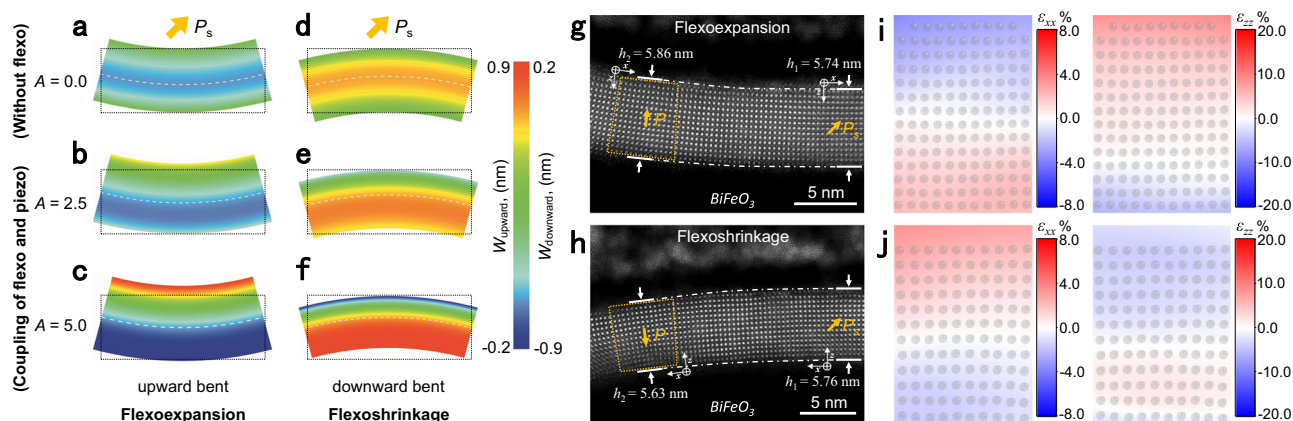 a
P_s
d
P_s
(Without flexo)
A = 0.0
b
e
(Coupling of flexo and piezo)
A = 2.5
c
f
A = 5.0
upward bent
downward bent
Flexoexpansion
Flexoshrinkage
0.9
0.2
W_upward, (nm)
W_downward, (nm)
-0.2
-0.9
g
Flexoexpansion
h_2 = 5.86 nm
h_1 = 5.74 nm
x
z
x
z
P
P_s
BiFeO_3
5 nm
h
Flexoshrinkage
P
P_s
z
x
z
x
h_2 = 5.63 nm
h_1 = 5.76 nm
BiFeO_3
5 nm
i
ε_xx %
8.0
4.0
0.0
-4.0
-8.0
ε_zz %
20.0
10.0
0.0
-10.0
-20.0
j
ε_xx %
8.0
4.0
0.0
-4.0
-8.0
ε_zz %
20.0
10.0
0.0
-10.0
-20.0